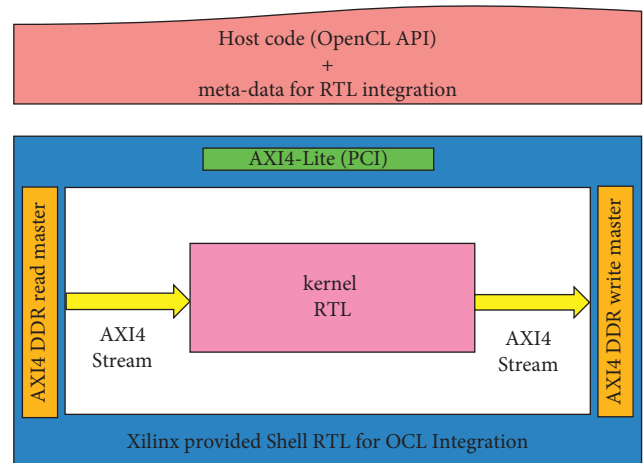 Host code (OpenCL API)
+
meta-data for RTL integration
AXI4-Lite (PCI)
AXI4 DDR read master
kernel
RTL
AXI4
Stream
AXI4
Stream
AXI4 DDR write master
Xilinx provided Shell RTL for OCL Integration